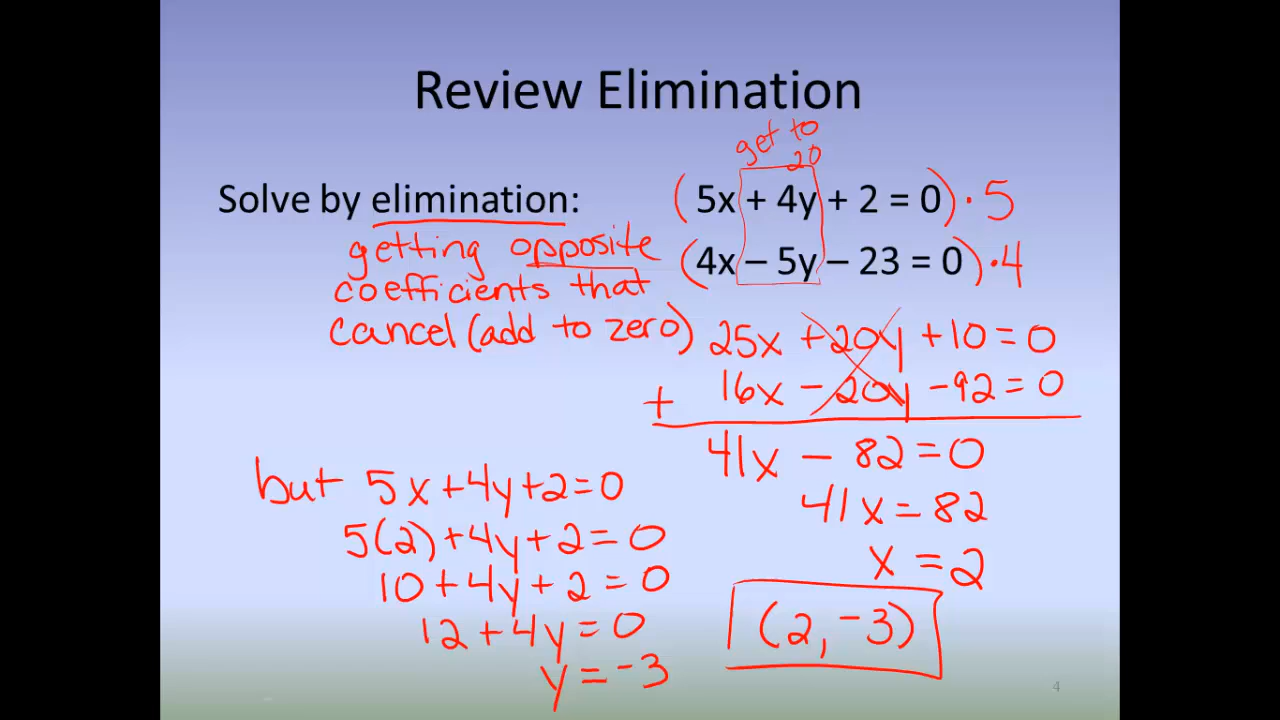 Review Elimination
get to
20
Solve by elimination: (5x + 4y + 2 = 0) · 5
getting opposite
(4x – 5y – 23 = 0) · 4
coefficients that
cancel (add to zero)
25x + 20y + 10 = 0
+ 16x – 20y – 92 = 0
41x – 82 = 0
41x = 82
x = 2
but 5x + 4y + 2 = 0
5(2) + 4y + 2 = 0
10 + 4y + 2 = 0
12 + 4y = 0
y = -3
(2, -3)
4